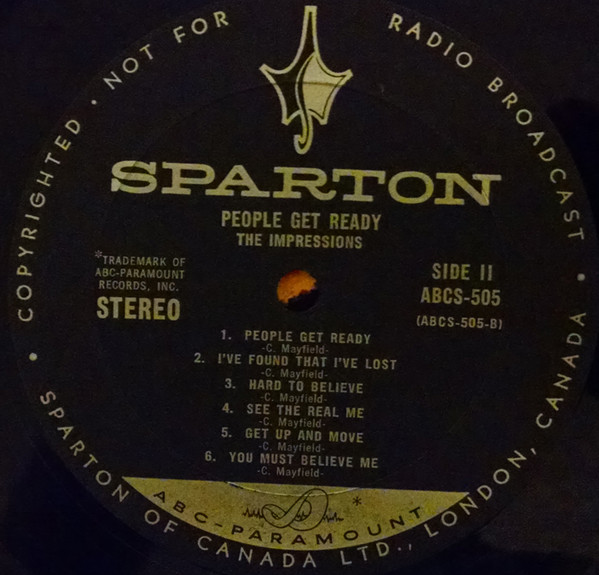 COPYRIGHTED • NOT FOR RADIO BROADCAST •
SPARTON
PEOPLE GET READY
THE IMPRESSIONS
*TRADEMARK OF
ABC-PARAMOUNT
RECORDS, INC.
STEREO
SIDE II
ABCS-505
(ABCS-505-B)
1. PEOPLE GET READY
-C. Mayfield-
2. I'VE FOUND THAT I'VE LOST
-C. Mayfield-
3. HARD TO BELIEVE
-C. Mayfield-
4. SEE THE REAL ME
-C. Mayfield-
5. GET UP AND MOVE
-C. Mayfield-
6. YOU MUST BELIEVE ME
-C. Mayfield-
*
ABC-PARAMOUNT
• SPARTON OF CANADA LTD., LONDON, CANADA